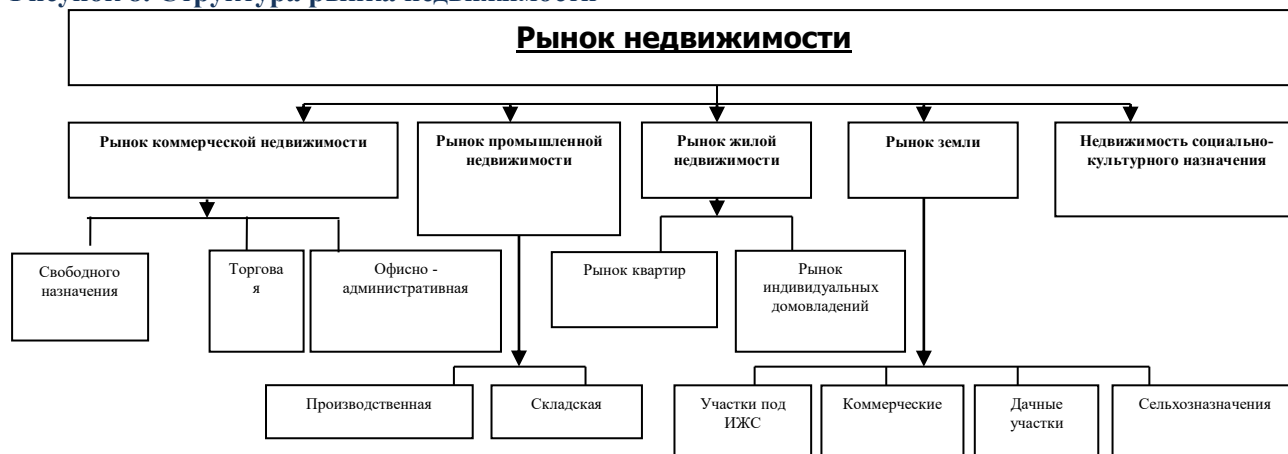 Рынок недвижимости
Рынок коммерческой недвижимости
Рынок промышленной
недвижимости
Рынок жилой
недвижимости
Рынок земли
Недвижимость социально-
культурного назначения
Свободного
назначения
Торгова
я
Офисно -
административная
Рынок квартир
Рынок
индивидуальных
домовладений
Производственная
Складская
Участки под
ИЖС
Коммерческие
Дачные
участки
Сельхозназначения